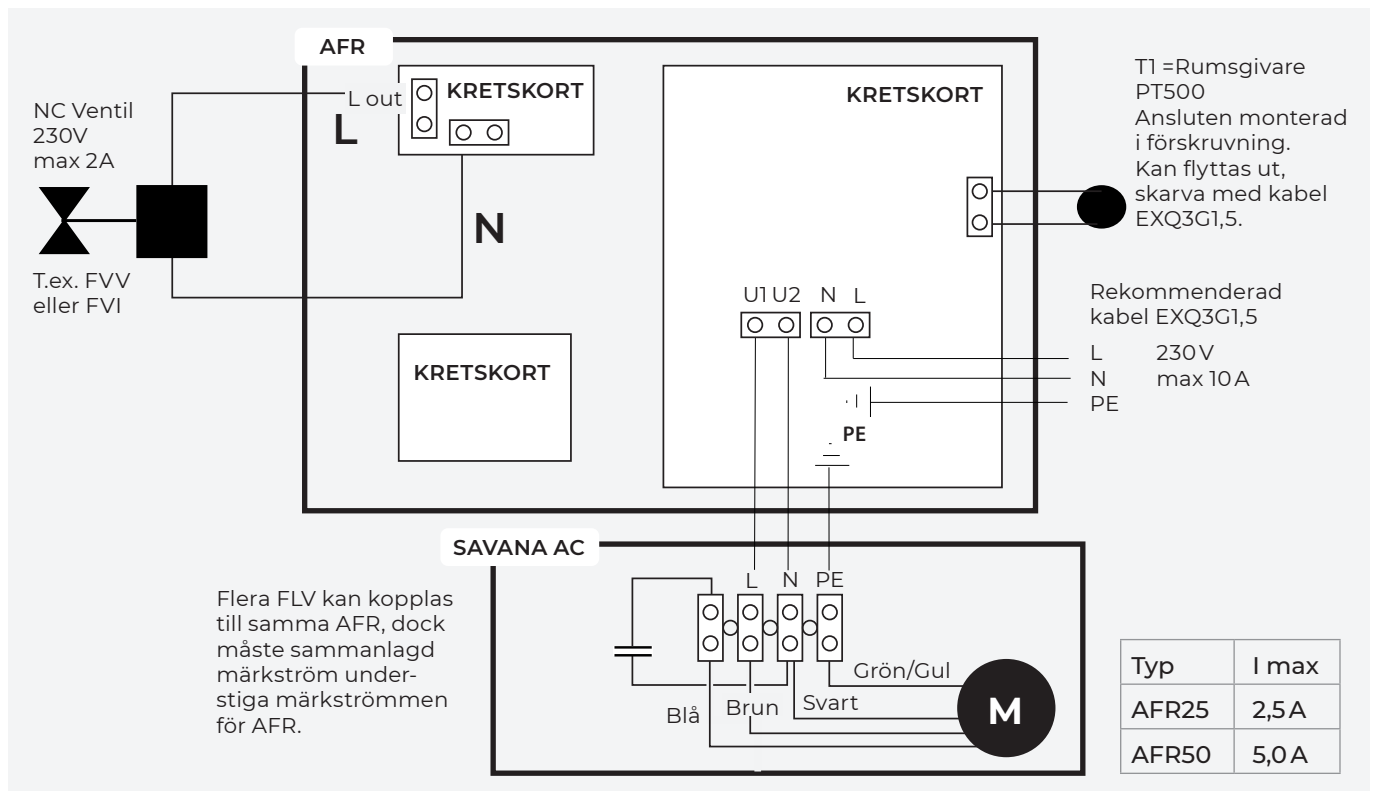 AFR
NC Ventil
230V
max 2A
T.ex. FVV
eller FVI
L out
L
KRETSKORT
N
KRETSKORT
KRETSKORT
T1 =Rumsgivare
PT500
Ansluten monterad
i förskruvning.
Kan flyttas ut,
skarva med kabel
EXQ3G1,5.
U1 U2 N L
Rekommenderad
kabel EXQ3G1,5
L 230V
N max 10A
PE
PE
SAVANA AC
L N PE
Flera FLV kan kopplas
till samma AFR, dock
måste sammanlagd
märkström under-
stiga märkströmmen
för AFR.
Grön/Gul
Svart
Brun
Blå
M
Typ I max
AFR25 2,5A
AFR50 5,0A